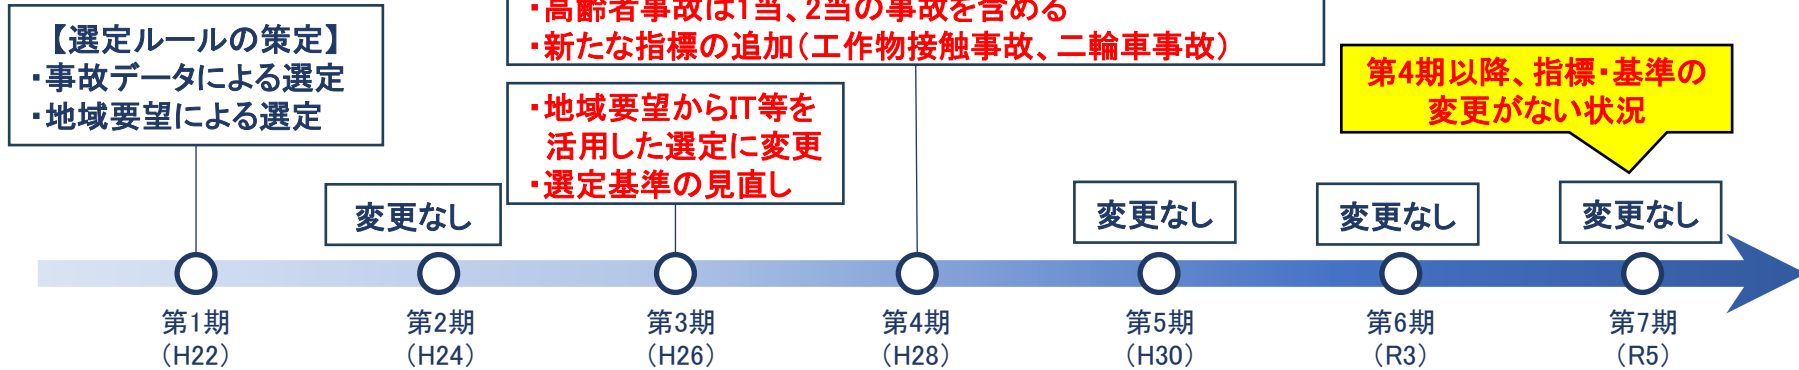 ・高齢者事故は1当、2当の事故を含める
・新たな指標の追加(工作物接触事故、二輪車事故)
【選定ルールの策定】
・事故データによる選定
・地域要望による選定
第4期以降、指標・基準の
変更がない状況
・地域要望からIT等を
活用した選定に変更
・選定基準の見直し
変更なし
変更なし
変更なし
変更なし
第1期
(H22)
第2期
(H24)
第3期
(H26)
第4期
(H28)
第5期
(H30)
第6期
(R3)
第7期
(R5)